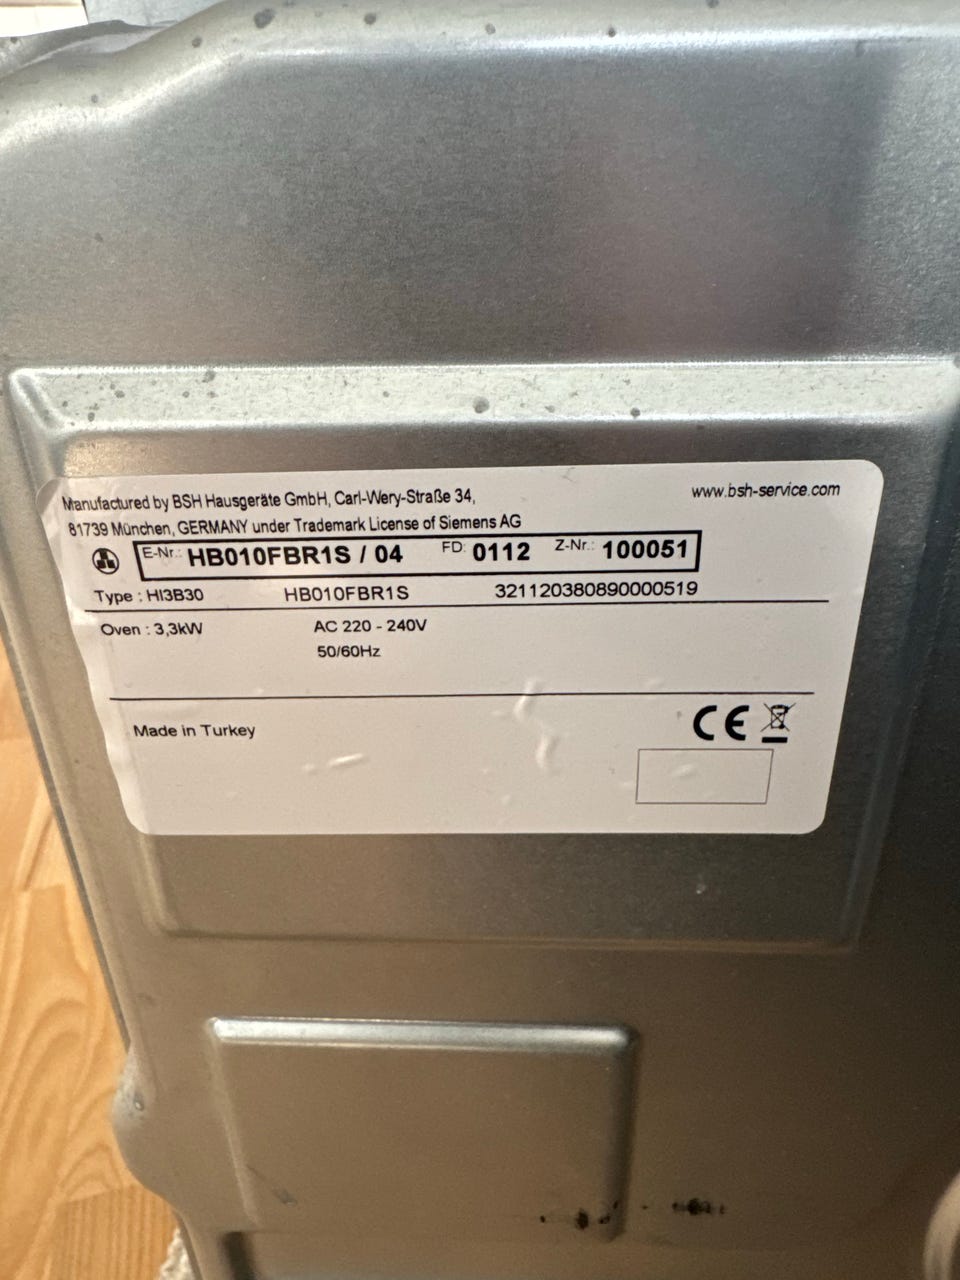 Manufactured by BSH Hausgeräte GmbH, Carl-Wery-Straße 34,
www.bsh-service.com
81739 München, GERMANY under Trademark License of Siemens AG
E-Nr.: HB010FBR1S / 04 FD: 0112 Z-Nr.: 100051
Type : HI3B30 HB010FBR1S 321120380890000519
Oven : 3,3kW AC 220 - 240V
50/60Hz
Made in Turkey CE